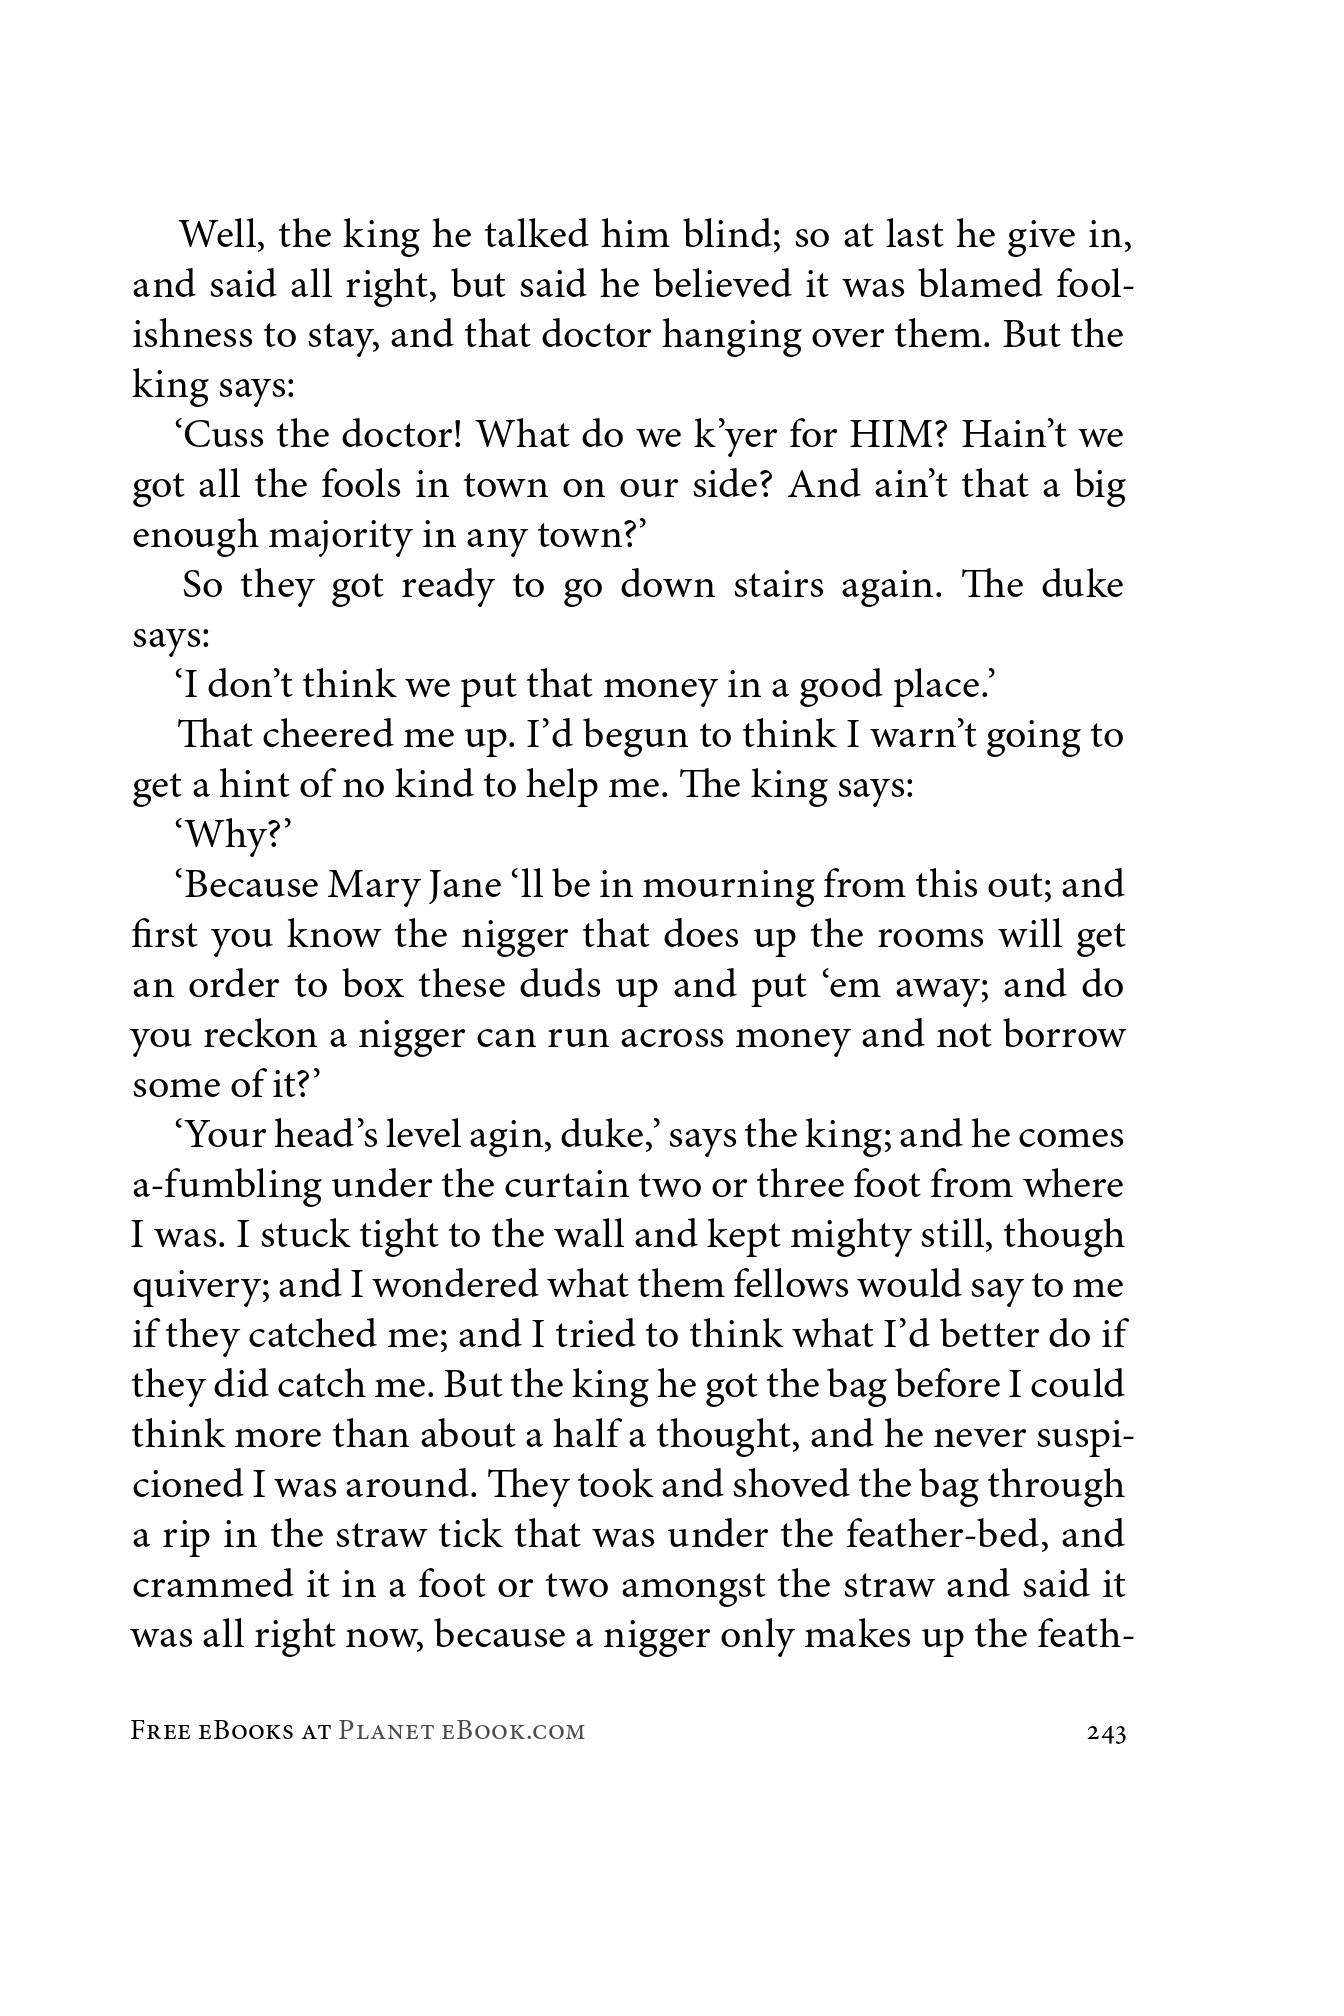 Well, the king he talked him blind; so at last he give in,
and said all right, but said he believed it was blamed fool-
ishness to stay, and that doctor hanging over them. But the
king says:
‘Cuss the doctor! What do we k’yer for HIM? Hain’t we
got all the fools in town on our side? And ain’t that a big
enough majority in any town?’
So they got ready to go down stairs again. The duke
says:
‘I don’t think we put that money in a good place.’
That cheered me up. I’d begun to think I warn’t going to
get a hint of no kind to help me. The king says:
‘Why?’
‘Because Mary Jane ‘ll be in mourning from this out; and
first you know the nigger that does up the rooms will get
an order to box these duds up and put ‘em away; and do
you reckon a nigger can run across money and not borrow
some of it?’
‘Your head’s level agin, duke,’ says the king; and he comes
a-fumbling under the curtain two or three foot from where
I was. I stuck tight to the wall and kept mighty still, though
quivery; and I wondered what them fellows would say to me
if they catched me; and I tried to think what I’d better do if
they did catch me. But the king he got the bag before I could
think more than about a half a thought, and he never suspi-
cioned I was around. They took and shoved the bag through
a rip in the straw tick that was under the feather-bed, and
crammed it in a foot or two amongst the straw and said it
was all right now, because a nigger only makes up the feath-
Free eBooks at Planet eBook.com 243